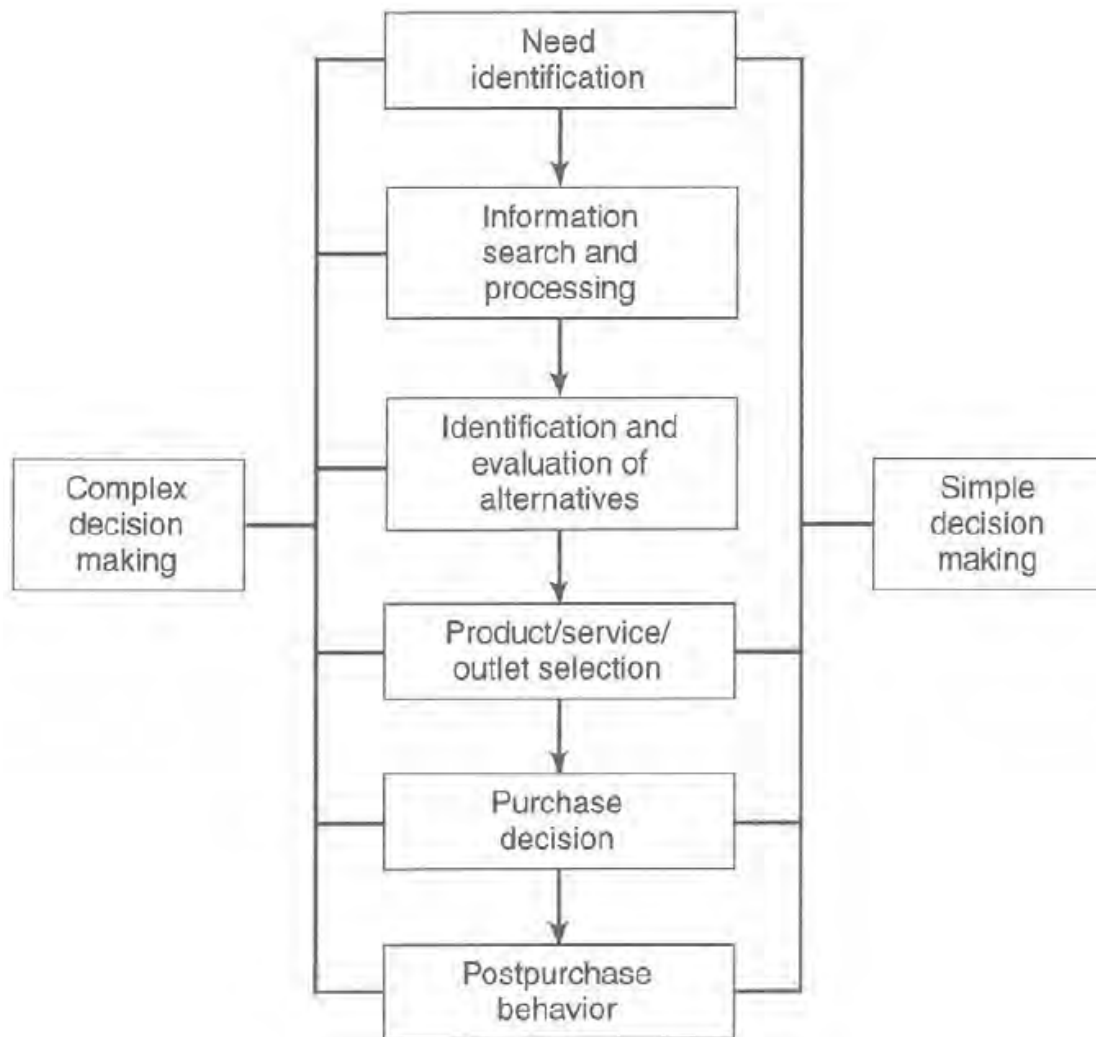 Need
identification
Information
search and
processing
Identification and
evaluation of
alternatives
Complex
decision
making
Simple
decision
making
Product/service/
outlet selection
Purchase
decision
Postpurchase
behavior